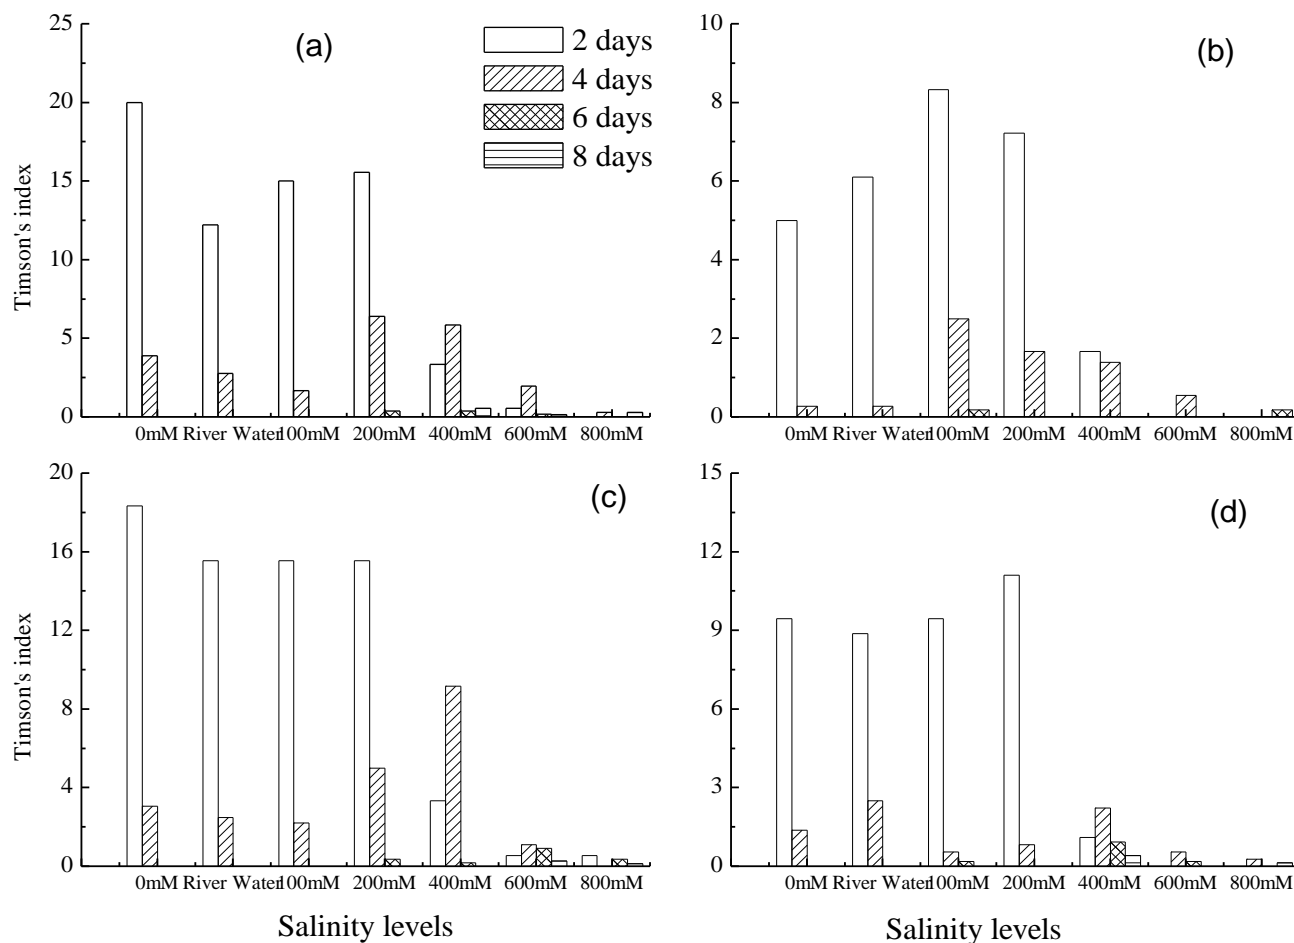 (a)
2 days
4 days
6 days
8 days
Timson's index
25
20
15
10
5
0
0mM River Water 100mM 200mM 400mM 600mM 800mM
(b)
10
8
6
4
2
0
0mM River Water 100mM 200mM 400mM 600mM 800mM
(c)
Timson's index
20
16
12
8
4
0
0mM River Water 100mM 200mM 400mM 600mM 800mM
Salinity levels
(d)
15
12
9
6
3
0
0mM River Water 100mM 200mM 400mM 600mM 800mM
Salinity levels